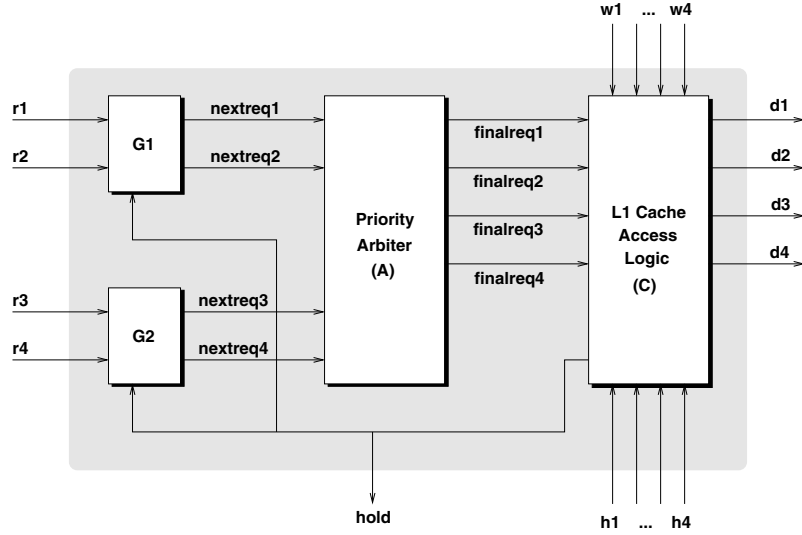 w1 ... w4
r1
nextreq1
finalreq1
d1
G1
r2
nextreq2
finalreq2
d2
Priority
Arbiter
(A)
L1 Cache
Access
Logic
(C)
finalreq3
d3
finalreq4
d4
r3
nextreq3
G2
r4
nextreq4
hold
h1 ... h4